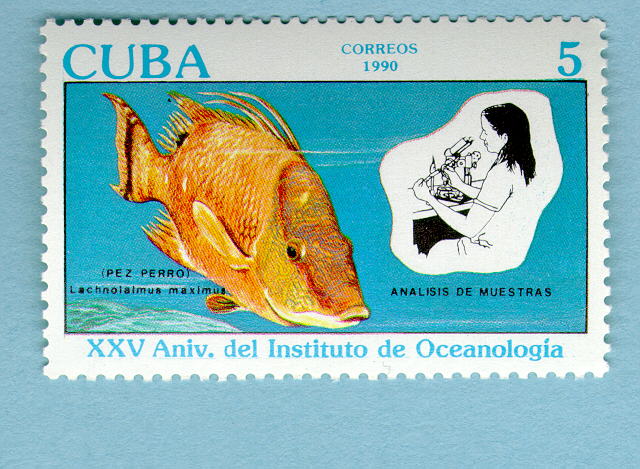 CUBA
CORREOS
1990
5
(PEZ PERRO)
Lachnolaimus maximus
ANALISIS DE MUESTRAS
XXV Aniv. del Instituto de Oceanología